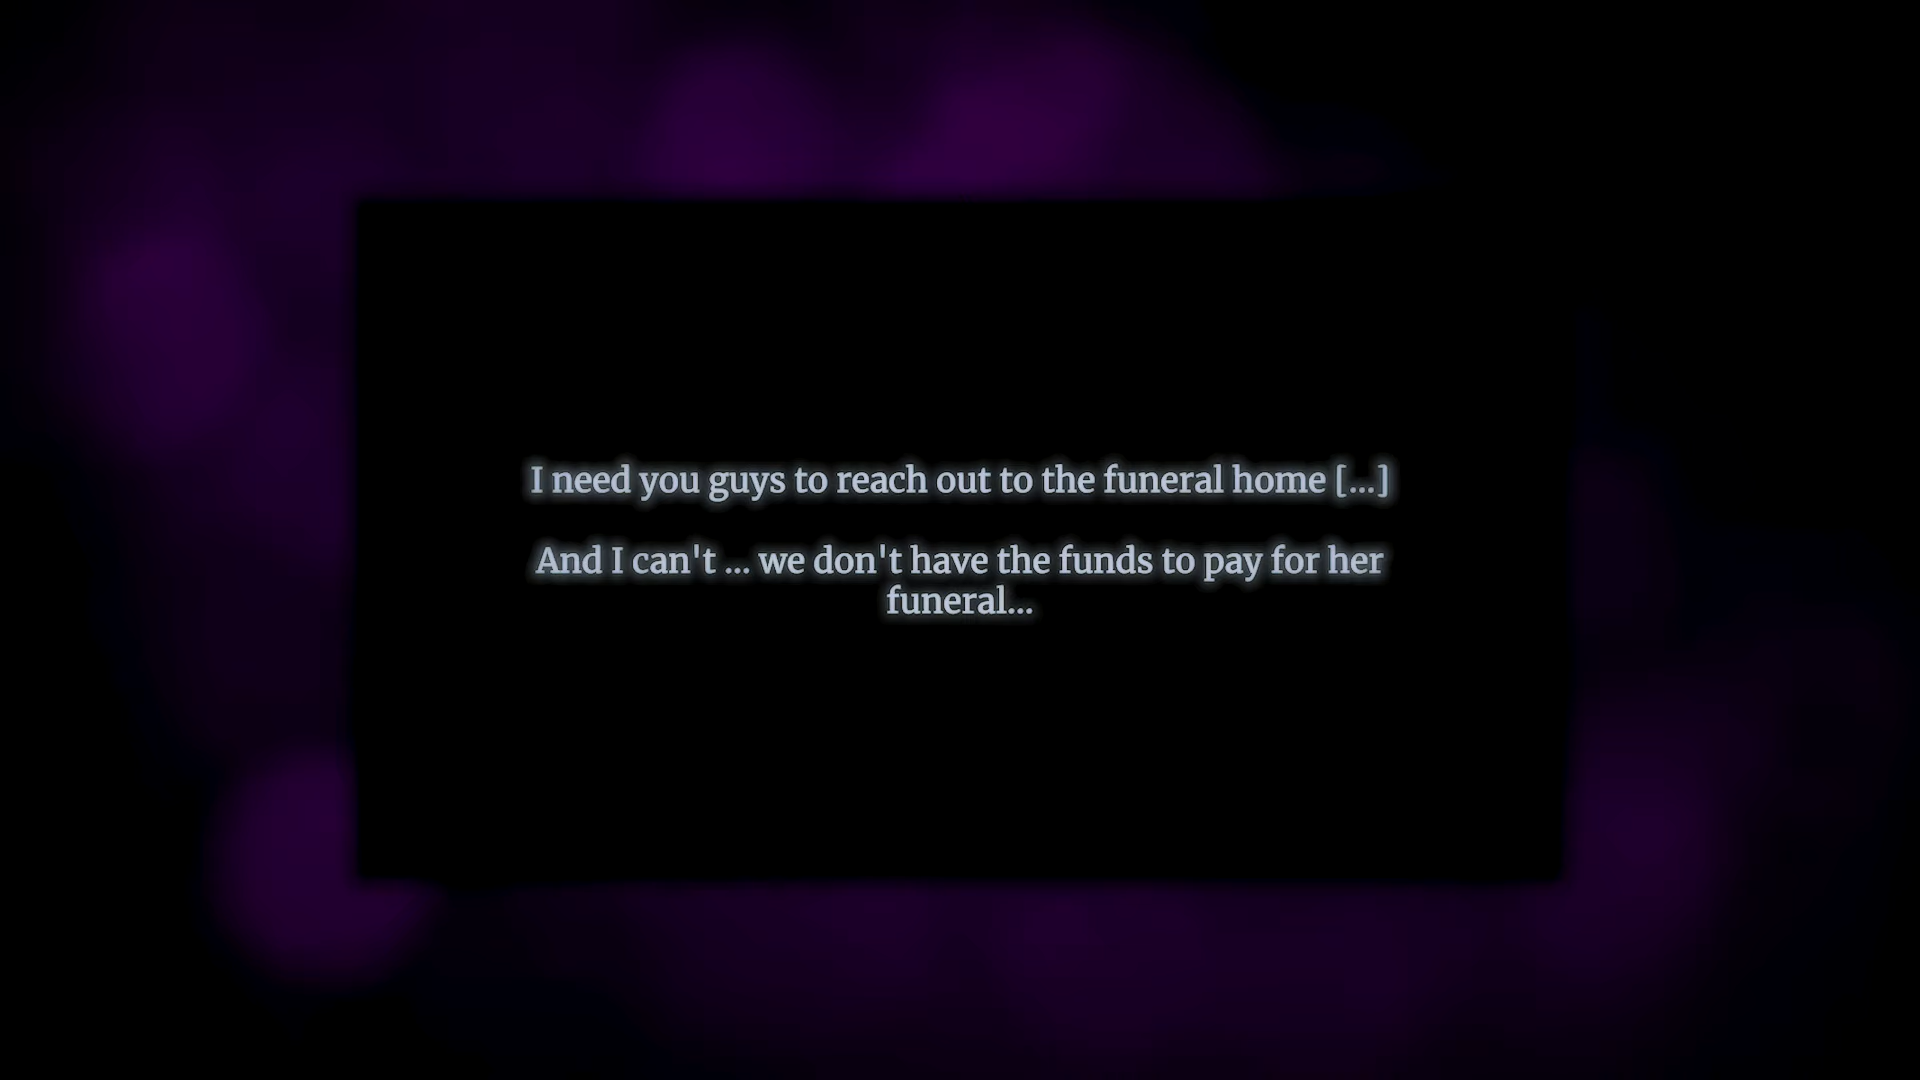 I need you guys to reach out to the funeral home [...]
And I can't ... we don't have the funds to pay for her
funeral...